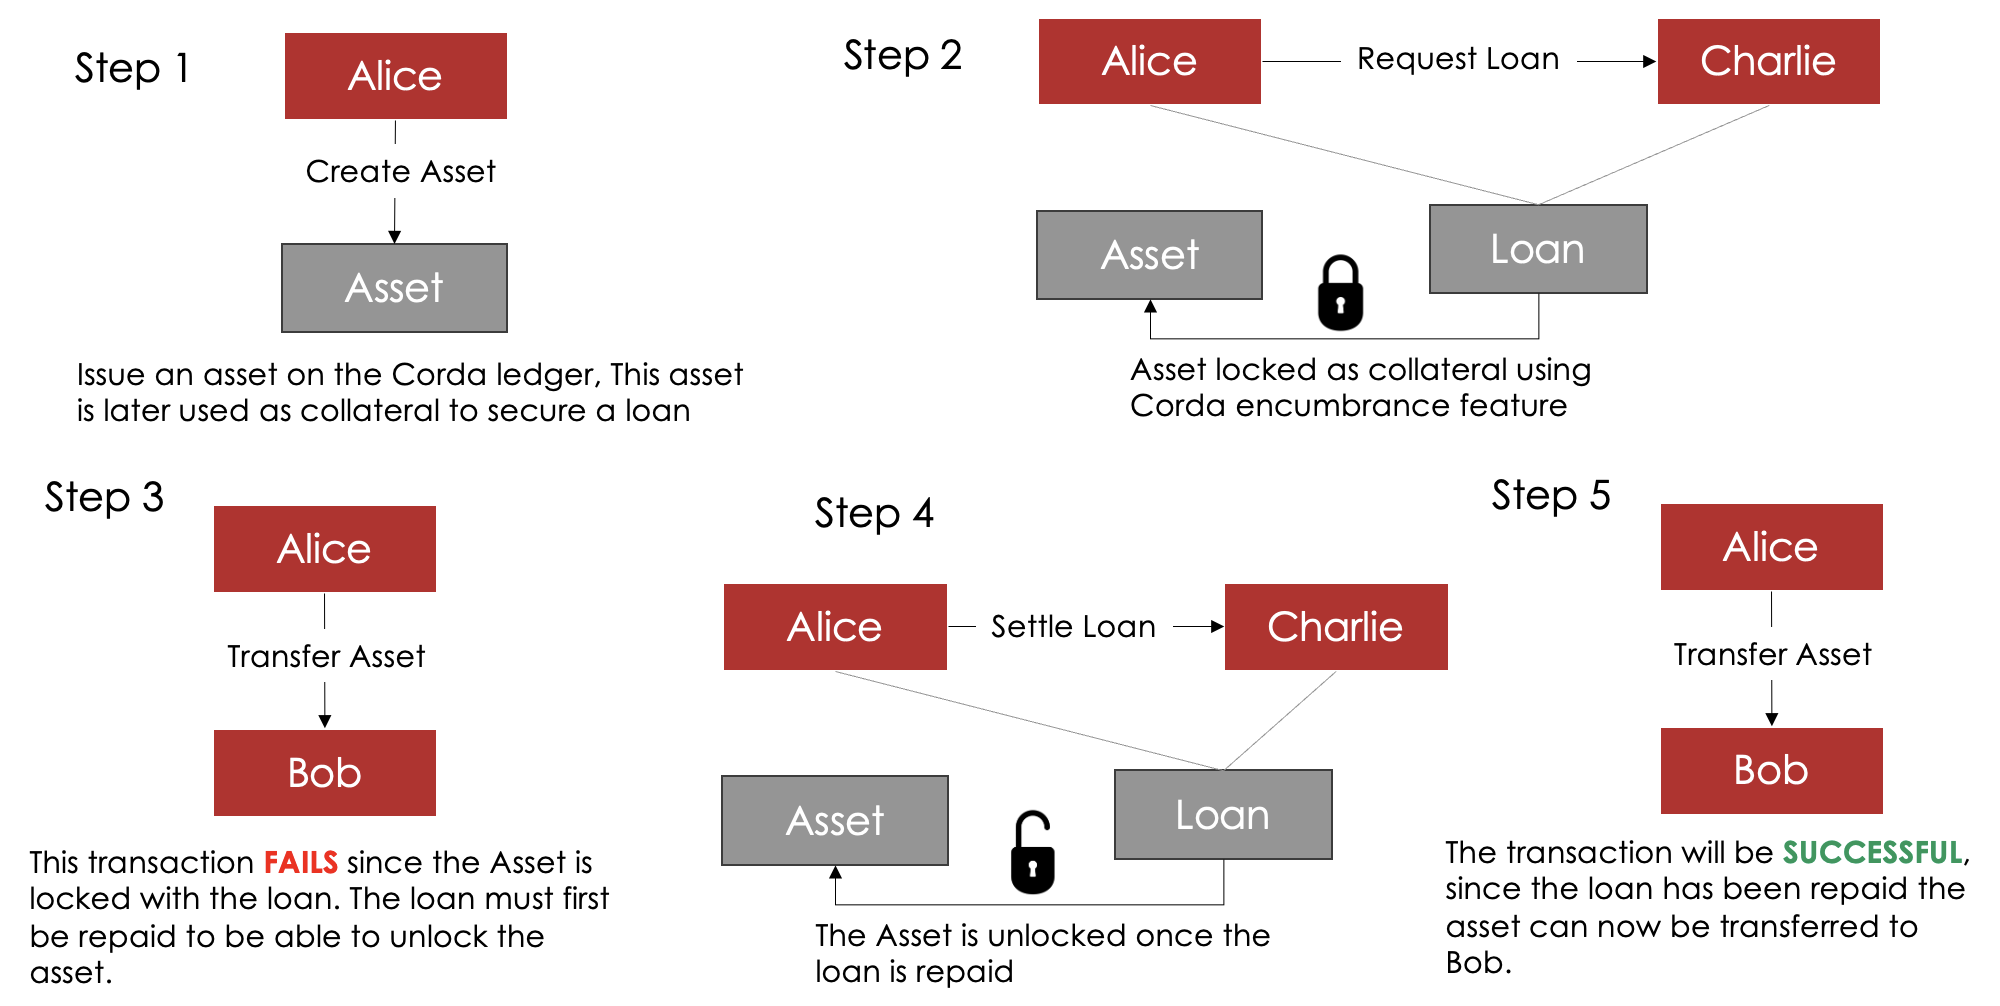 Step 1
Alice
Create Asset
Asset
Issue an asset on the Corda ledger, This asset
is later used as collateral to secure a loan
Step 2
Alice
Request Loan
Charlie
Asset
Loan
Asset locked as collateral using
Corda encumbrance feature
Step 3
Alice
Transfer Asset
Bob
This transaction FAILS since the Asset is
locked with the loan. The loan must first
be repaid to be able to unlock the
asset.
Step 4
Alice
Settle Loan
Charlie
Asset
Loan
The Asset is unlocked once the
loan is repaid
Step 5
Alice
Transfer Asset
Bob
The transaction will be SUCCESSFUL,
since the loan has been repaid the
asset can now be transferred to
Bob.